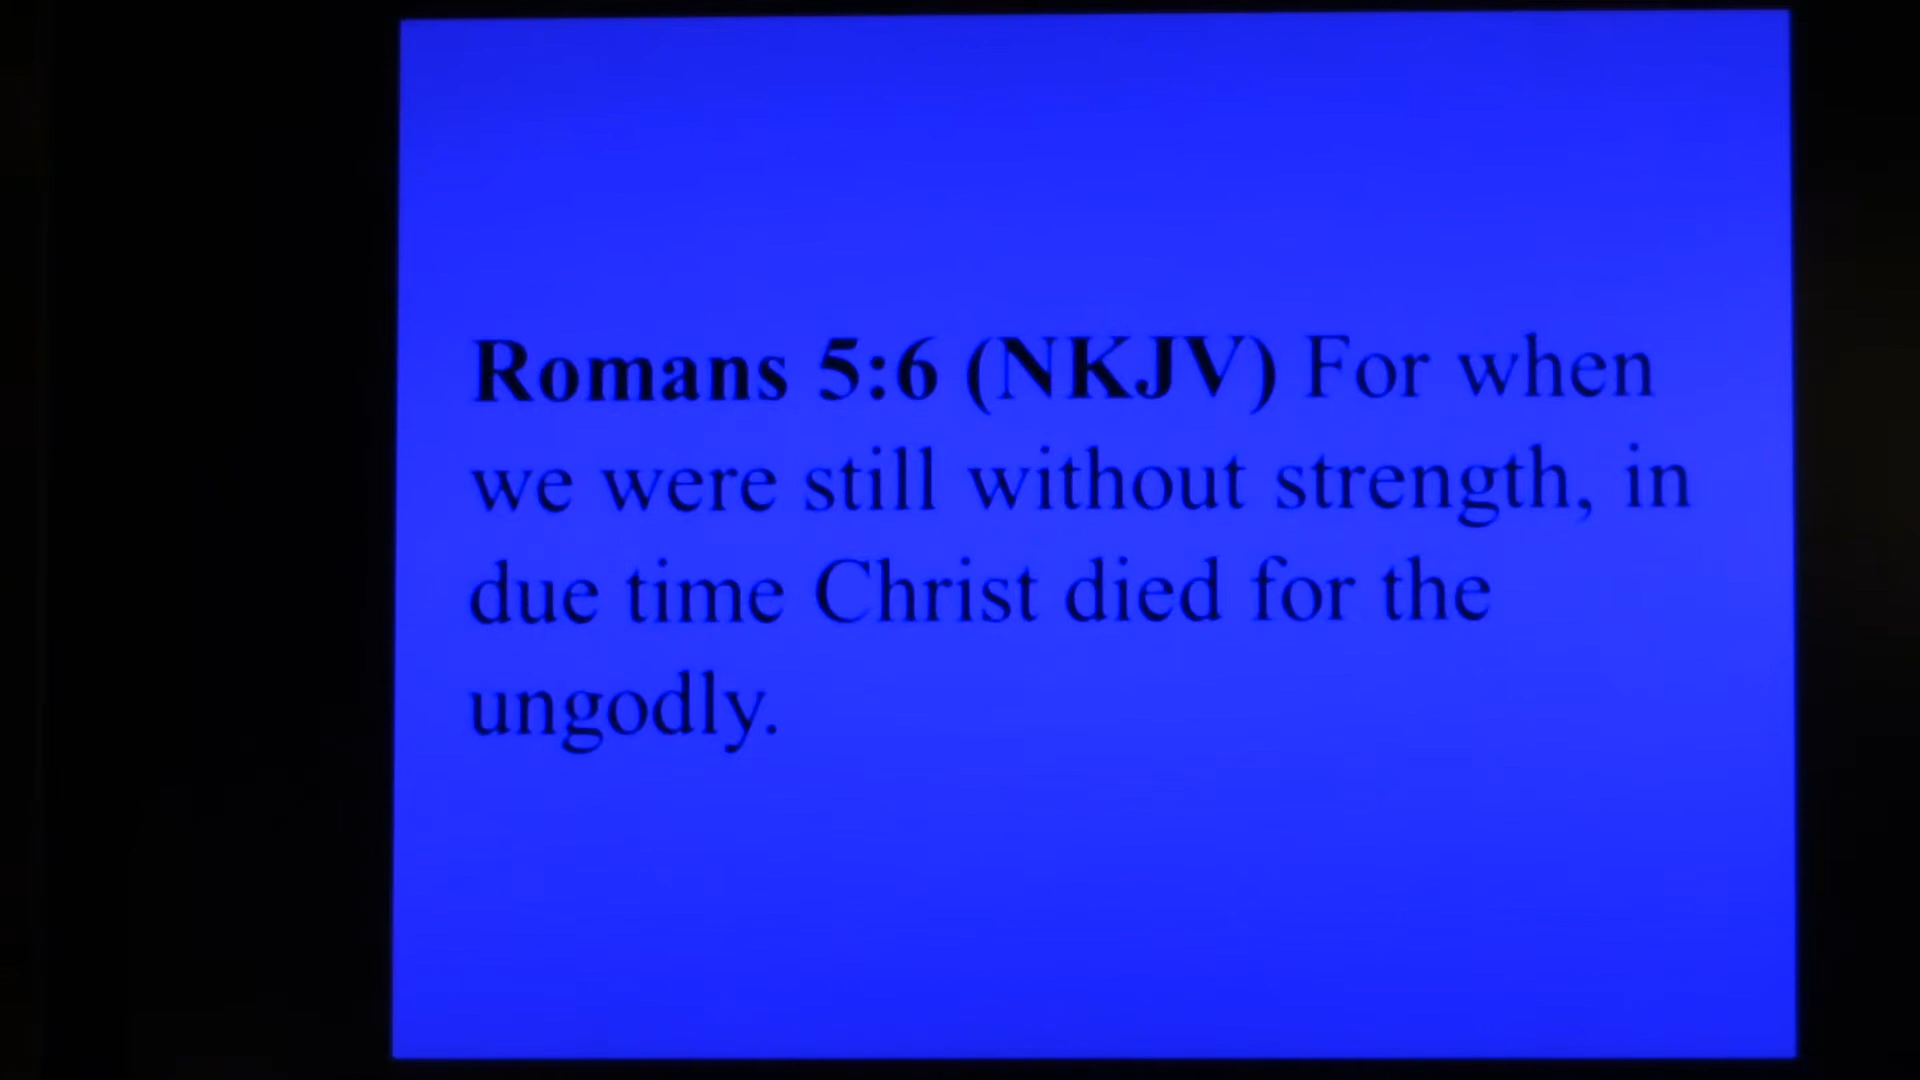 Romans 5:6 (NKJV) For when
we were still without strength, in
due time Christ died for the
ungodly.